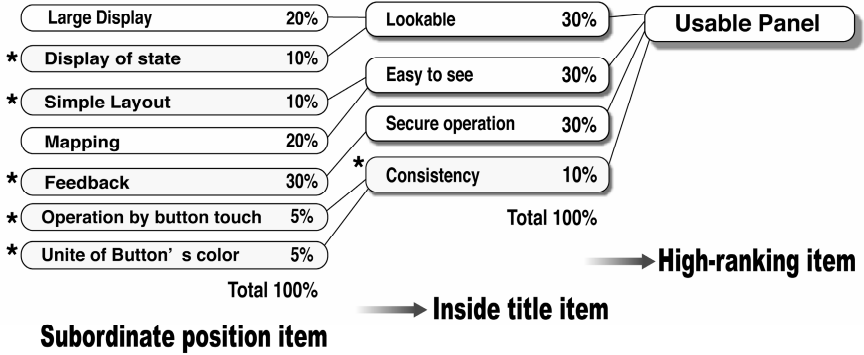 Large Display 20%
* Display of state 10%
* Simple Layout 10%
Mapping 20%
* Feedback 30%
* Operation by button touch 5%
* Unite of Button’ s color 5%
Total 100%
Subordinate position item
Lookable 30%
Easy to see 30%
Secure operation 30%
* Consistency 10%
Total 100%
Inside title item
Usable Panel
High-ranking item